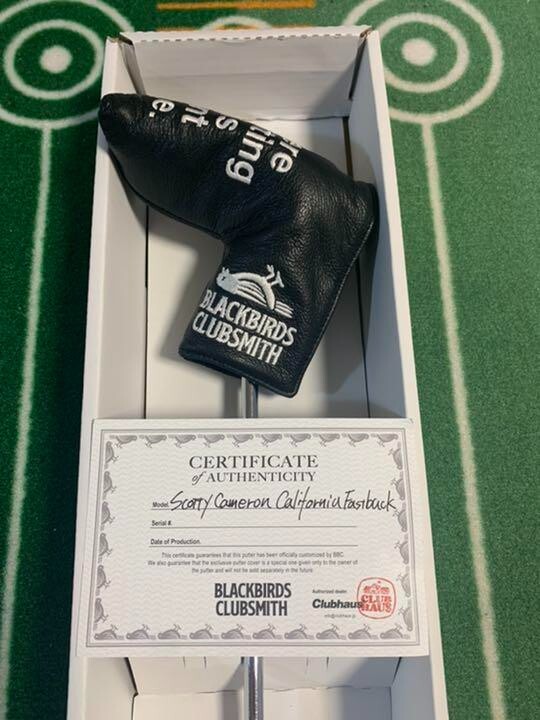 ere
ting
s
nt
e.
BLACKBIRDS
CLUBSMITH
CERTIFICATE
of AUTHENTICITY
Model. Scotty Cameron California Fastback
Serial #.
Date of Production.
This certificate guarantees that this putter has been officially customized by BBC.
We also guarantee that the exclusive putter cover is a special one given only to the owner of
the putter and will not be sold separately in the future
BLACKBIRDS
CLUBSMITH
Authorized dealer.
Clubhaus
CLUB
HAUS